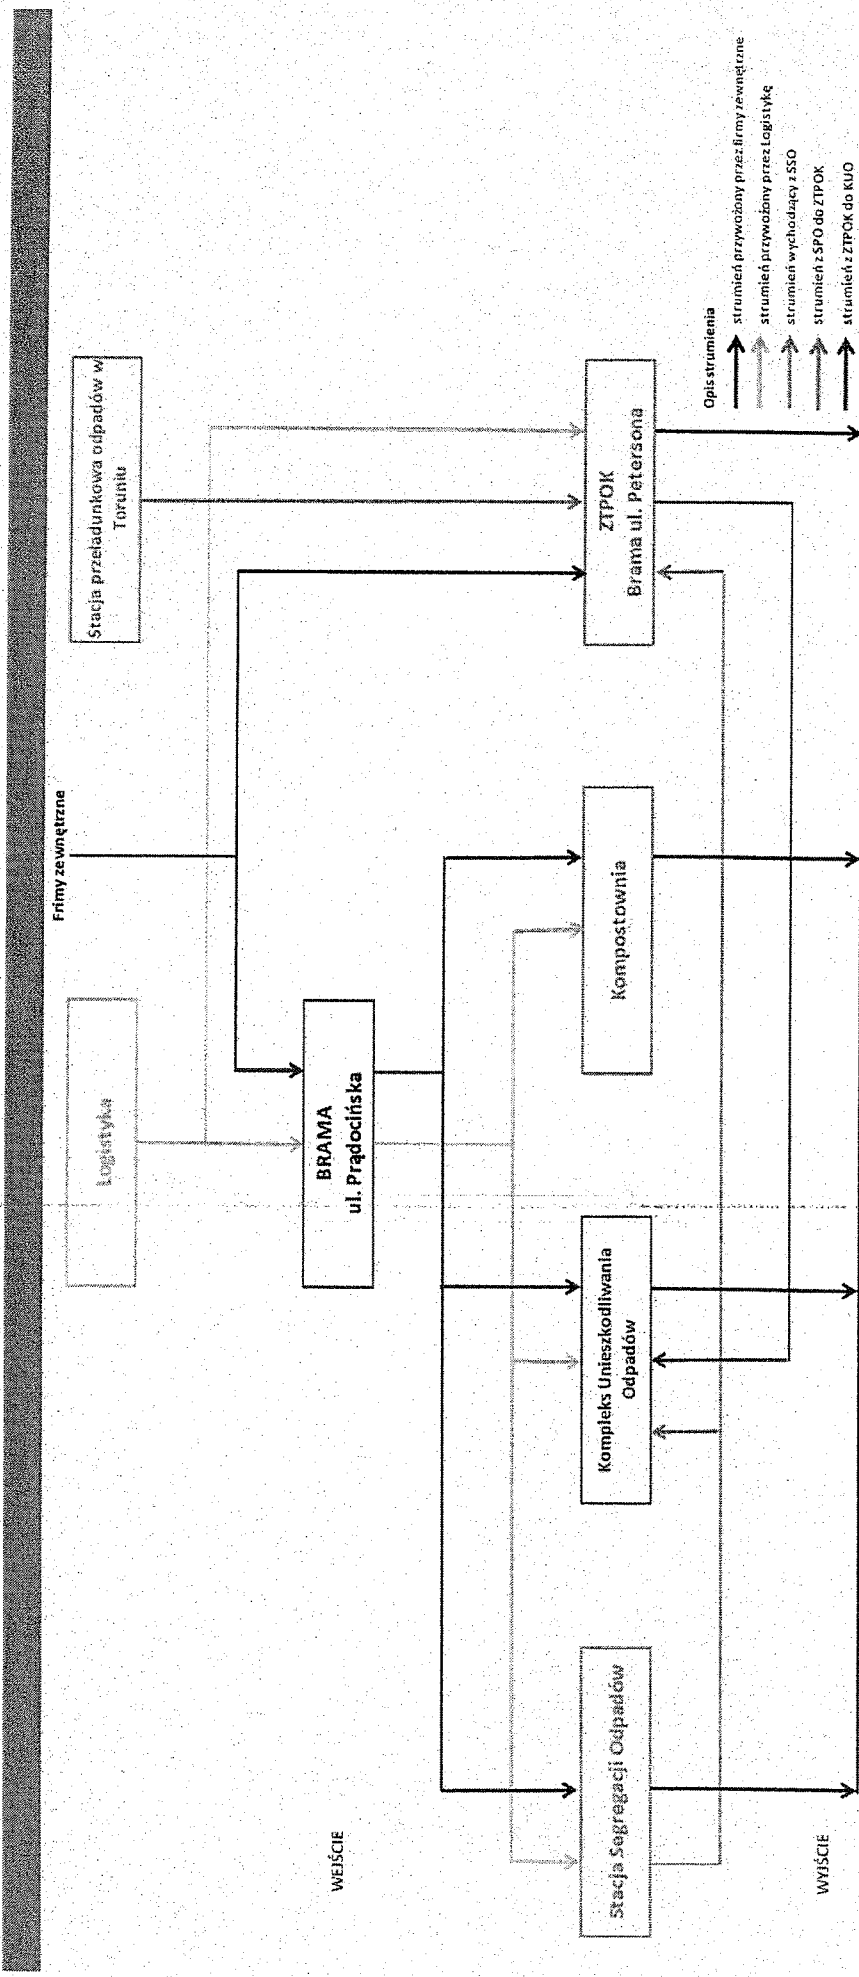 Frimy zewnętrzne
Logistyka
Stacja przeładunkowa odpadów w
Toruniu
WEJŚCIE
BRAMA
ul. Prądocińska
Stacja Segregacji Odpadów
Kompleks Unieszkodliwiania
Odpadów
Kompostownia
ZTPOK
Brama ul. Petersona
WYJŚCIE
Opis strumienia
strumień przywożony przez firmy zewnętrzne
strumień przywożony przez Logistykę
strumień wychodzący z SSO
strumień z SPO do ZTPOK
strumień z ZTPOK do KUO